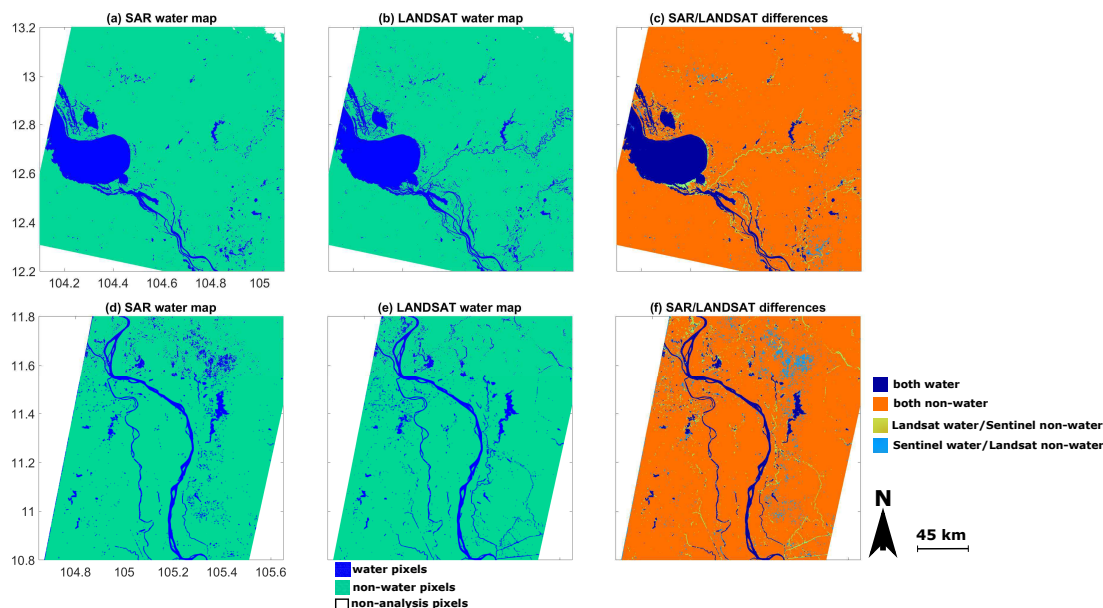 (a) SAR water map
(b) LANDSAT water map
(c) SAR/LANDSAT differences
13.2
13
12.8
12.6
12.4
12.2
104.2 104.4 104.6 104.8 105
(d) SAR water map
(e) LANDSAT water map
(f) SAR/LANDSAT differences
11.8
11.6
11.4
11.2
11
10.8
104.8 105 105.2 105.4 105.6
both water
both non-water
Landsat water/Sentinel non-water
Sentinel water/Landsat non-water
N
45 km
water pixels
non-water pixels
non-analysis pixels